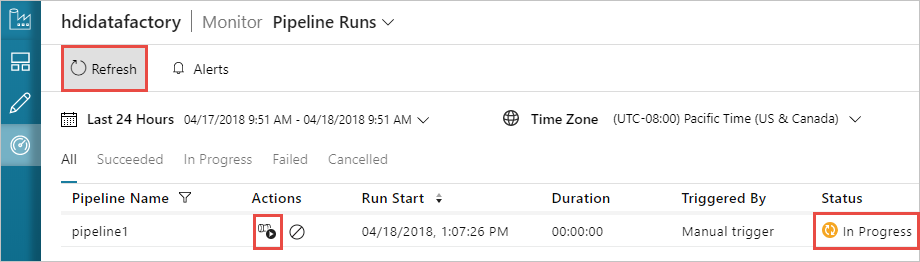 hdidatafactory | Monitor Pipeline Runs
Refresh Alerts
Last 24 Hours 04/17/2018 9:51 AM - 04/18/2018 9:51 AM Time Zone (UTC-08:00) Pacific Time (US & Canada)
All Succeeded In Progress Failed Cancelled
Pipeline Name Actions Run Start Duration Triggered By Status
pipeline1 04/18/2018, 1:07:26 PM 00:00:00 Manual trigger In Progress